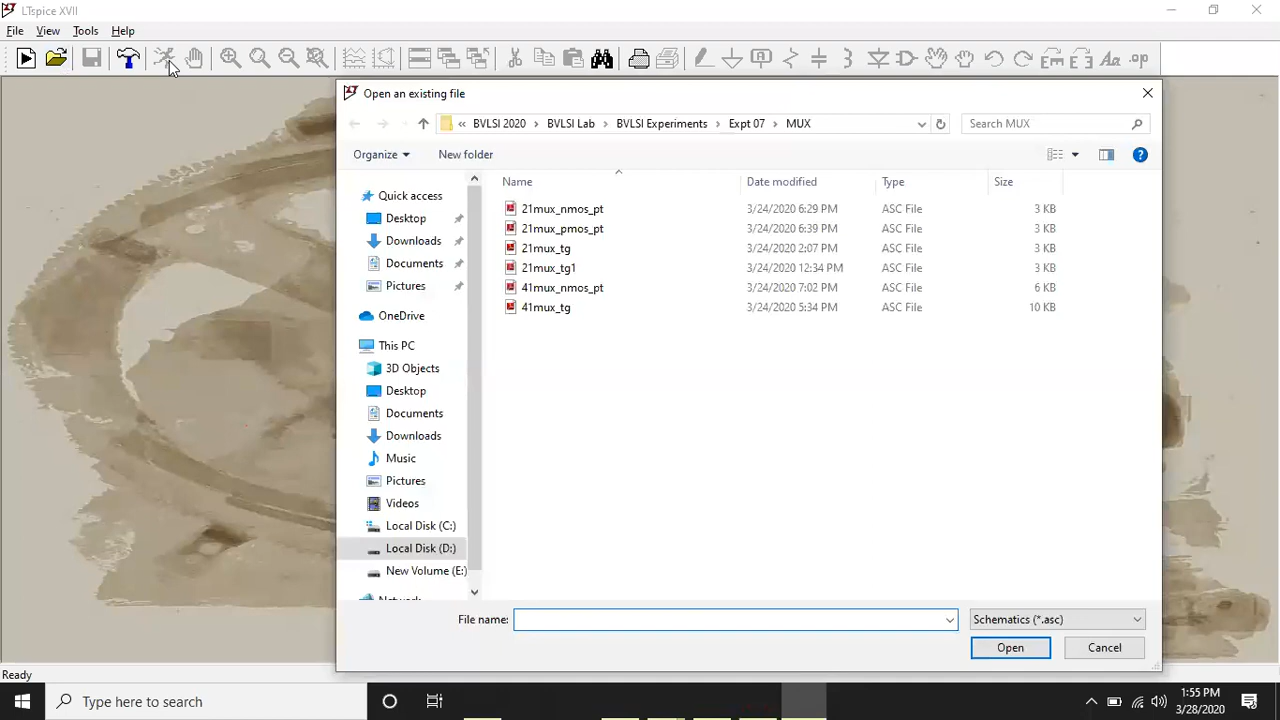 LTspice XVII
File View Tools Help
Aa .op
Open an existing file
« BVLSI 2020 › BVLSI Lab › BVLSI Experiments › Expt 07 › MUX
Search MUX
Organize New folder
Name Date modified Type Size
Quick access
Desktop
Downloads
Documents
Pictures
OneDrive
This PC
3D Objects
Desktop
Documents
Downloads
Music
Pictures
Videos
Local Disk (C:)
Local Disk (D:)
New Volume (E:)
Network
21mux_nmos_pt 3/24/2020 6:29 PM ASC File 3 KB
21mux_pmos_pt 3/24/2020 6:39 PM ASC File 3 KB
21mux_tg 3/24/2020 2:07 PM ASC File 3 KB
21mux_tg1 3/24/2020 12:34 PM ASC File 3 KB
41mux_nmos_pt 3/24/2020 7:02 PM ASC File 6 KB
41mux_tg 3/24/2020 5:34 PM ASC File 10 KB
File name: Schematics (*.asc)
Open Cancel
Ready
Type here to search
1:55 PM
3/28/2020